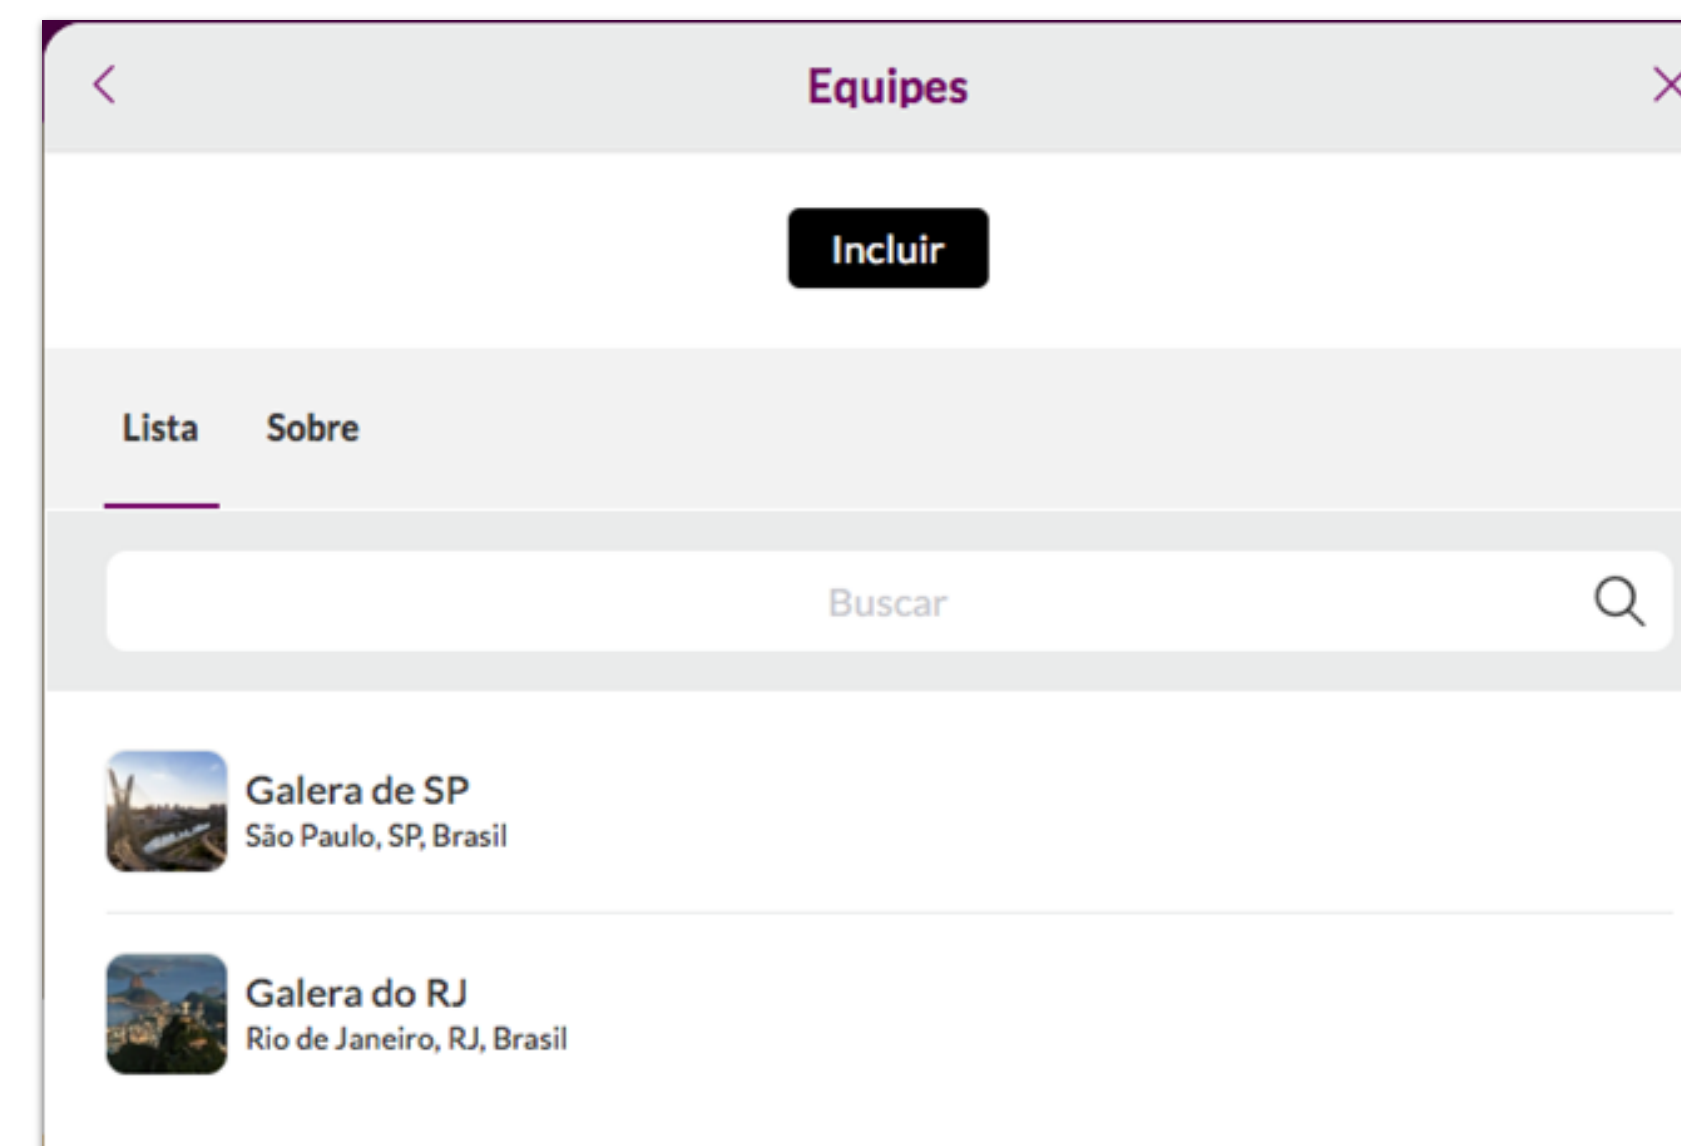 Equipes
Incluir
Lista Sobre
Buscar
Galera de SP
São Paulo, SP, Brasil
Galera do RJ
Rio de Janeiro, RJ, Brasil